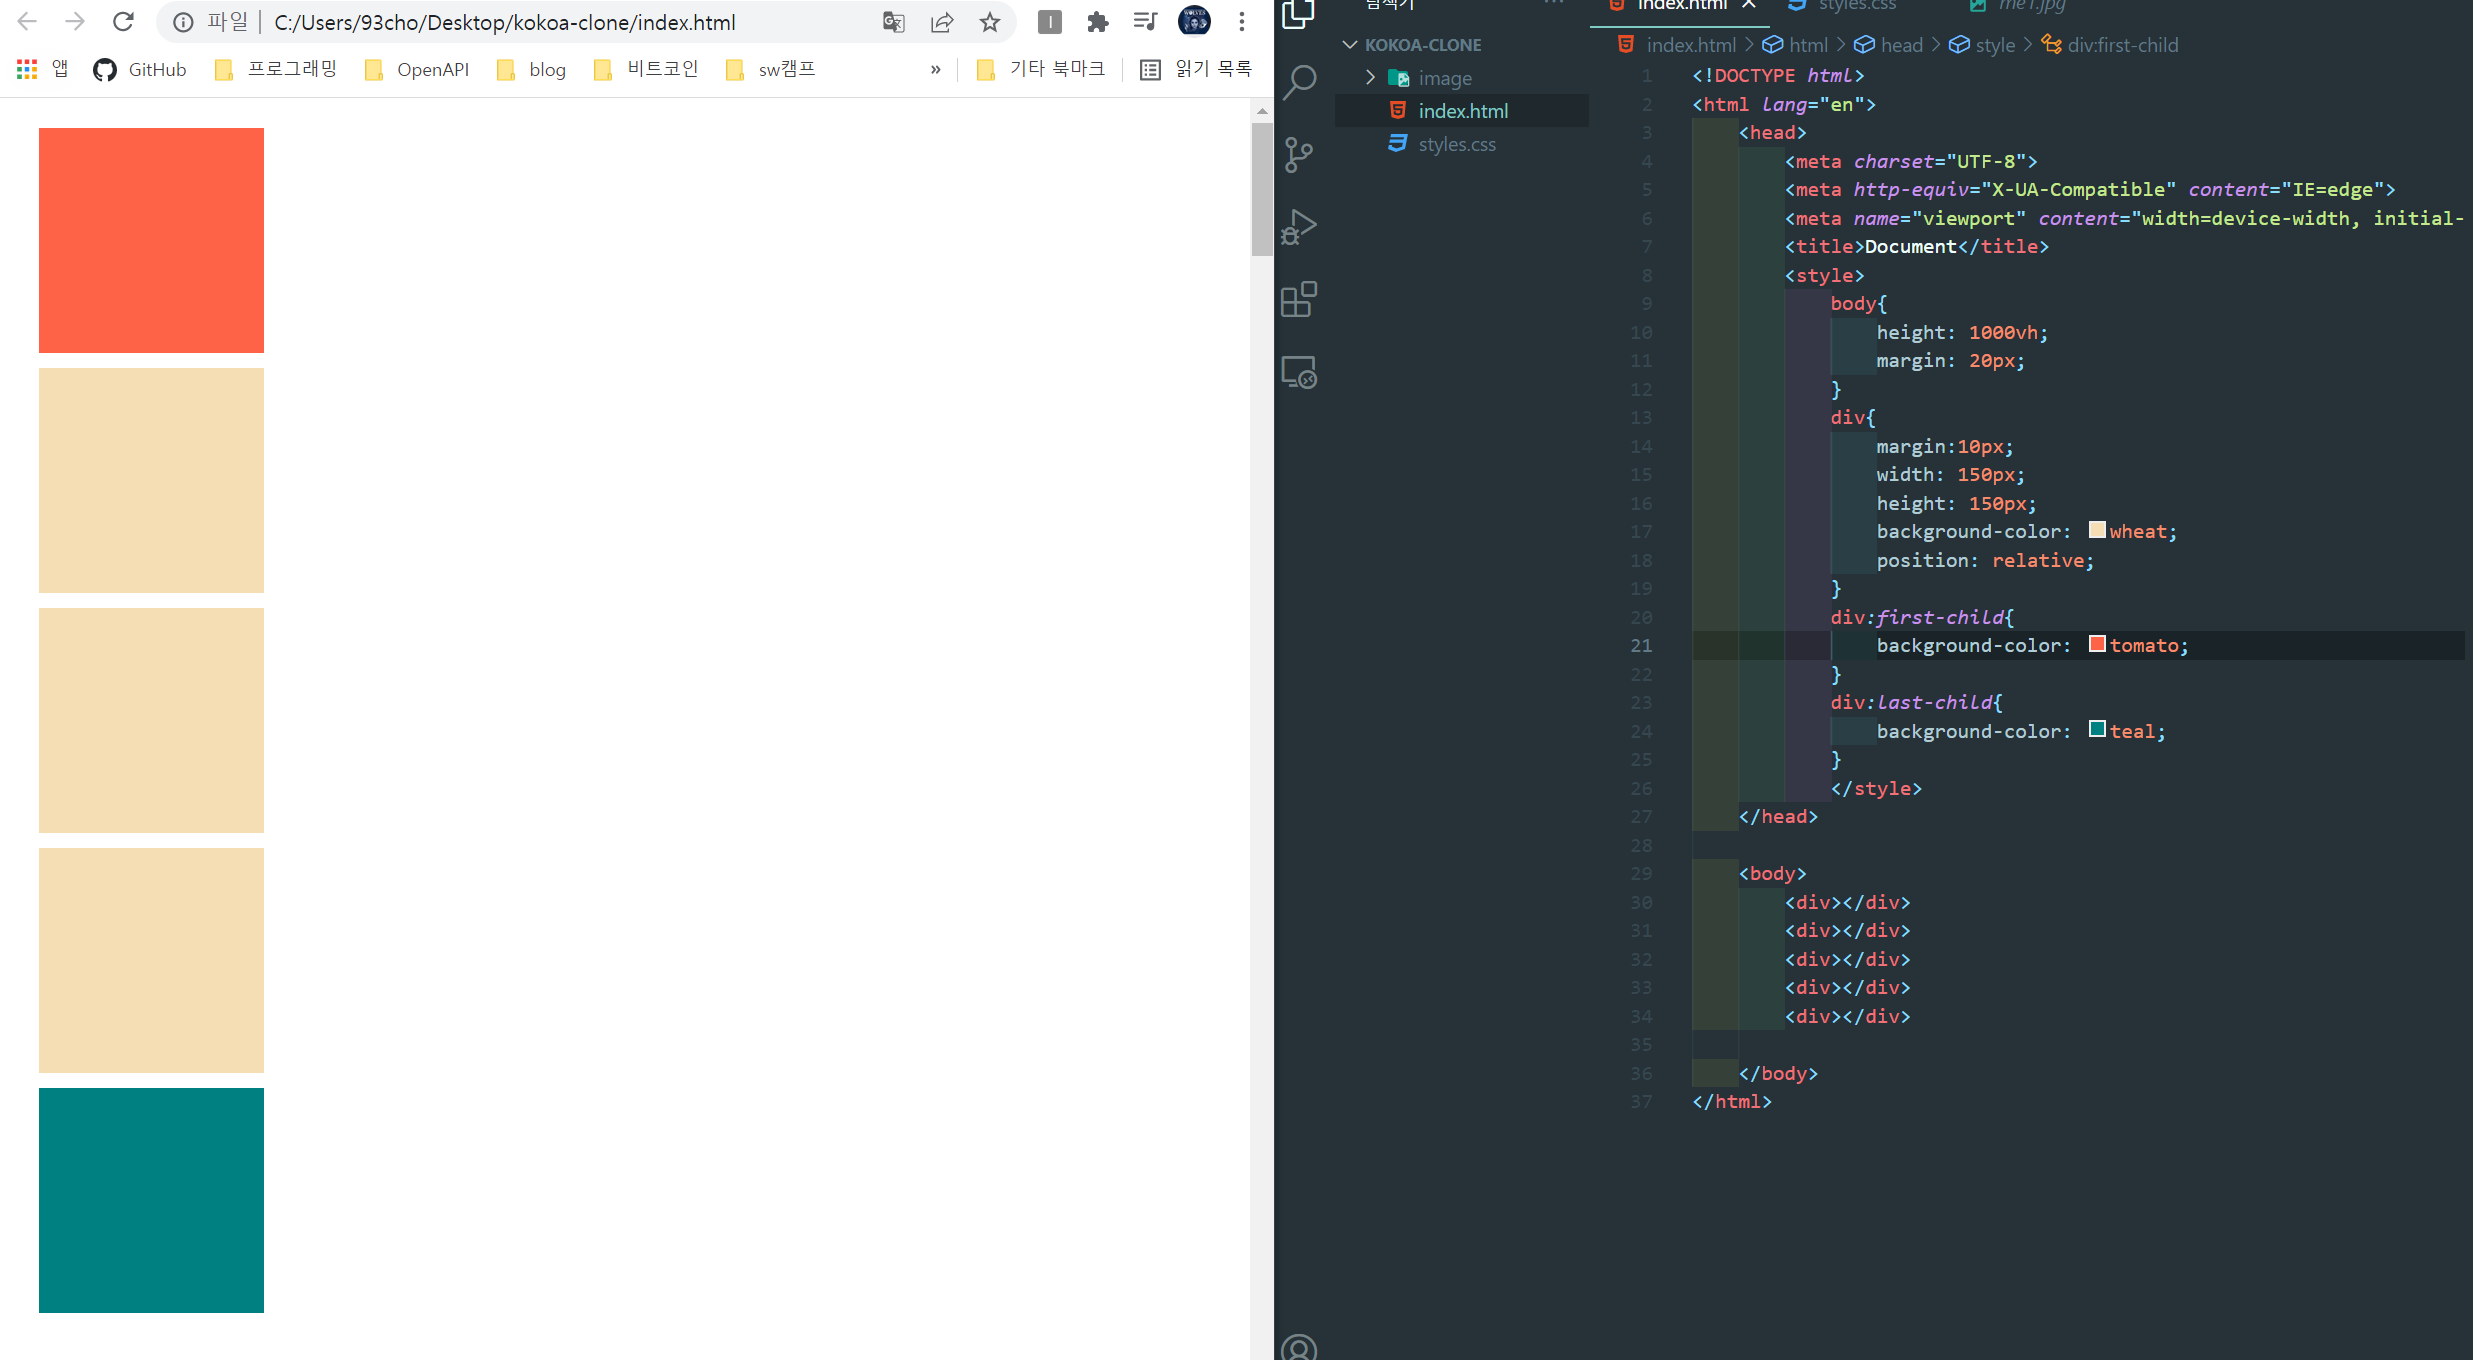 파일 C:/Users/93cho/Desktop/kokoa-clone/index.html
앱 GitHub 프로그래밍 OpenAPI blog 비트코인 sw캠프 » 기타 북마크 읽기 목록
탐색기 ...
KOKOA-CLONE
image
index.html
styles.css
index.html styles.css me1.jpg
index.html > html > head > style > div:first-child
1 <!DOCTYPE html>
2 <html lang="en">
3 <head>
4 <meta charset="UTF-8">
5 <meta http-equiv="X-UA-Compatible" content="IE=edge">
6 <meta name="viewport" content="width=device-width, initial-
7 <title>Document</title>
8 <style>
9 body{
10 height: 1000vh;
11 margin: 20px;
12 }
13 div{
14 margin:10px;
15 width: 150px;
16 height: 150px;
17 background-color: wheat;
18 position: relative;
19 }
20 div:first-child{
21 background-color: tomato;
22 }
23 div:last-child{
24 background-color: teal;
25 }
26 </style>
27 </head>
28
29 <body>
30 <div></div>
31 <div></div>
32 <div></div>
33 <div></div>
34 <div></div>
35
36 </body>
37 </html>